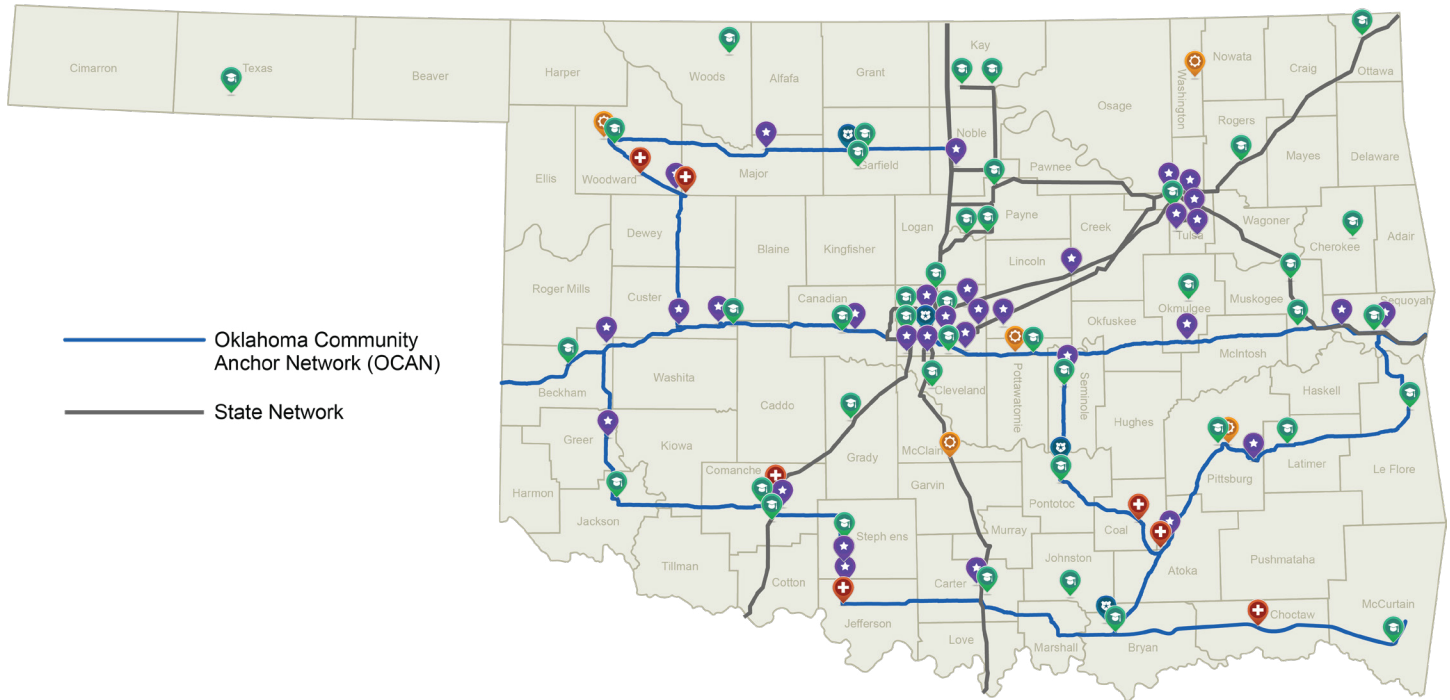 Cimarron
Texas
Beaver
Harper
Woods
Alfafa
Grant
Kay
Osage
Washington
Nowata
Craig
Ottawa
Ellis
Woodward
Major
Garfield
Noble
Pawnee
Rogers
Mayes
Delaware
Dewey
Blaine
Kingfisher
Logan
Payne
Creek
Tulsa
Wagoner
Cherokee
Adair
Roger Mills
Custer
Canadian
Lincoln
Okfuskee
Okmulgee
Muskogee
Sequoyah
Oklahoma Community
Anchor Network (OCAN)
State Network
Beckham
Washita
Caddo
Cleveland
Pottawatomie
Seminole
Hughes
McIntosh
Haskell
Greer
Kiowa
Comanche
Grady
McClain
Garvin
Pontotoc
Pittsburg
Latimer
Le Flore
Harmon
Jackson
Tillman
Cotton
Steph ens
Murray
Coal
Johnston
Atoka
Pushmataha
Jefferson
Carter
Love
Marshall
Bryan
Choctaw
McCurtain